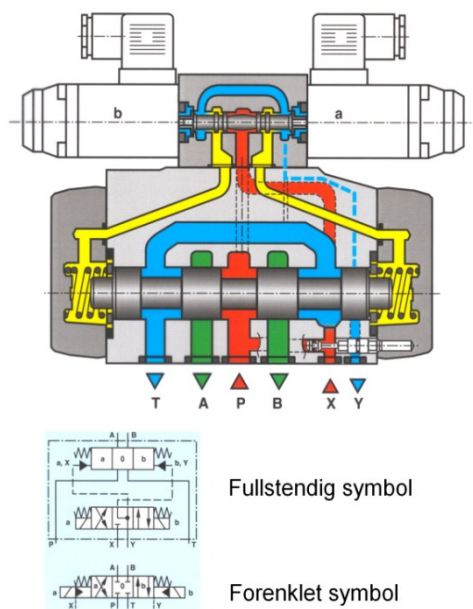 b a
T A P B X Y
A B
a, X a 0 b b, Y
a b
P X Y T
Fullstendig symbol
a 0 b
a b
X P T Y
Forenklet symbol